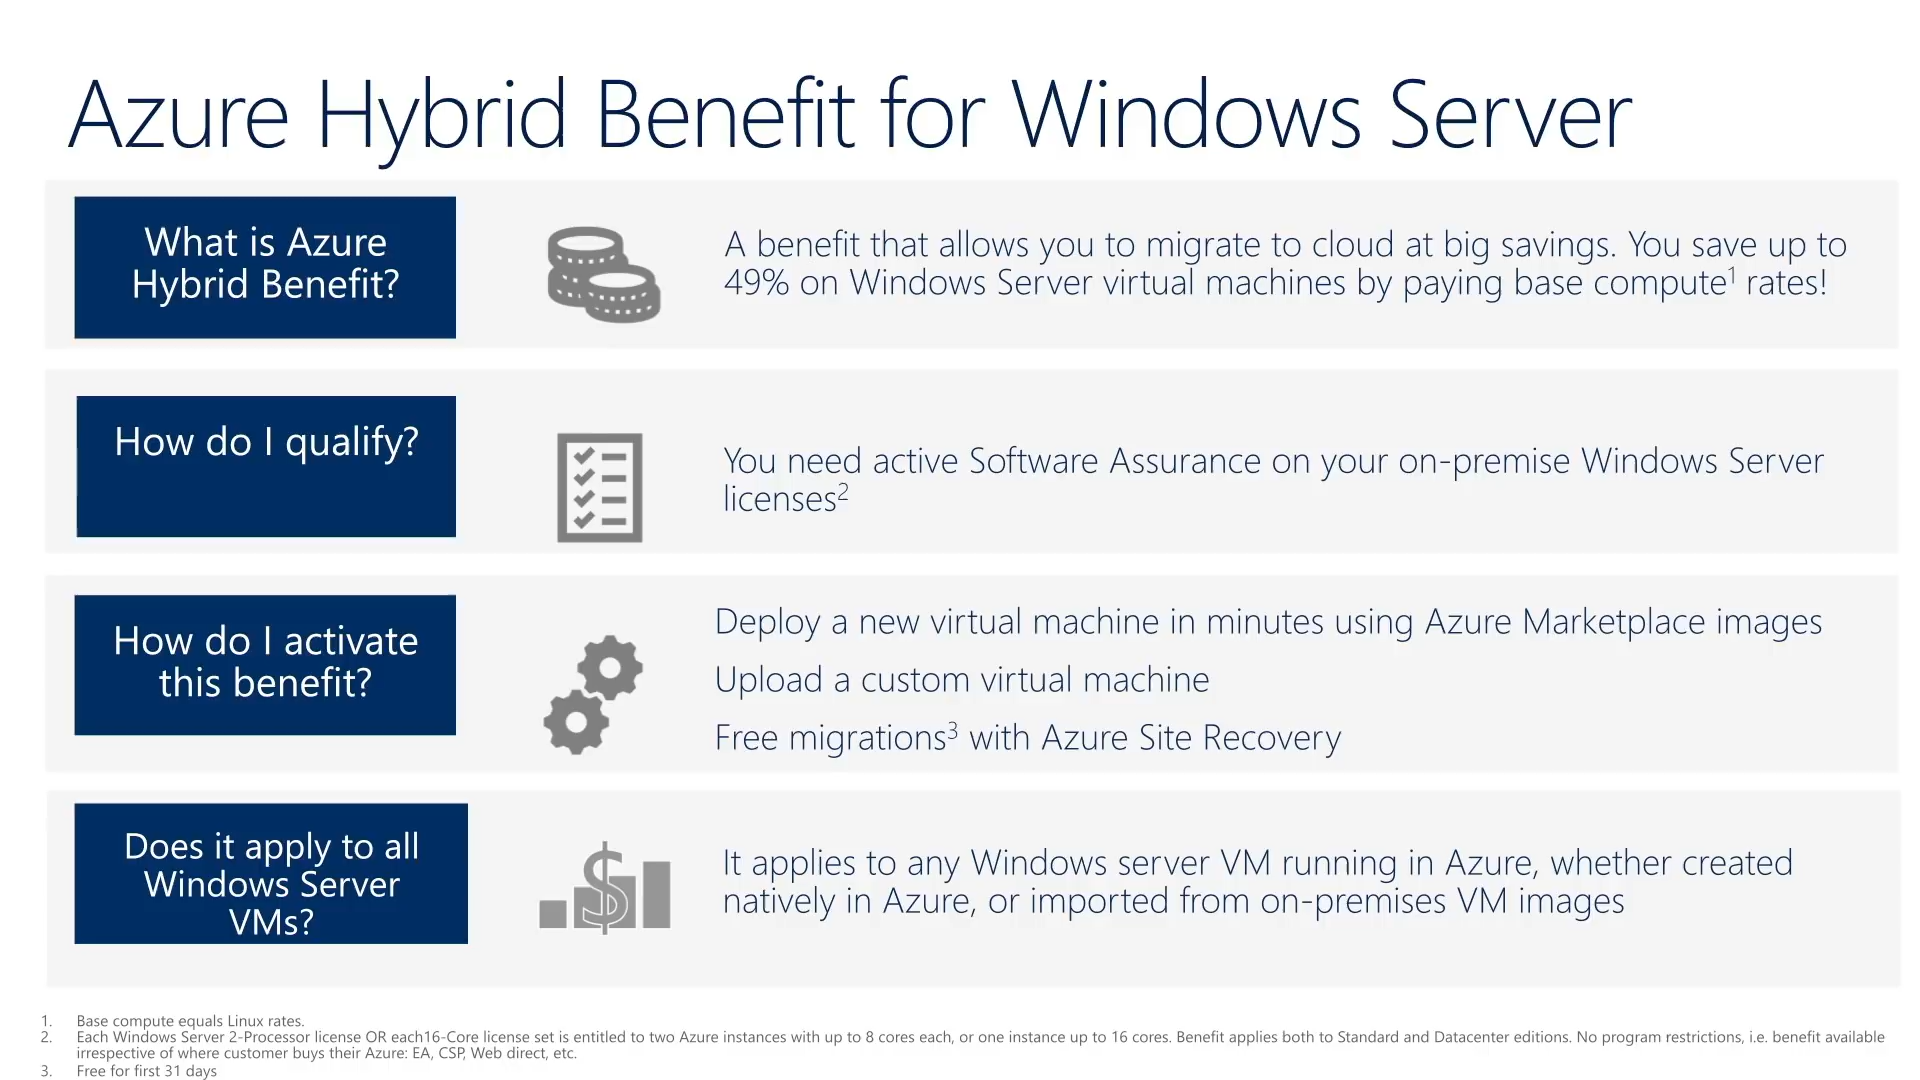 Azure Hybrid Benefit for Windows Server
What is Azure
Hybrid Benefit?
A benefit that allows you to migrate to cloud at big savings. You save up to
49% on Windows Server virtual machines by paying base compute¹ rates!
How do I qualify?
You need active Software Assurance on your on-premise Windows Server
licenses²
How do I activate
this benefit?
Deploy a new virtual machine in minutes using Azure Marketplace images
Upload a custom virtual machine
Free migrations³ with Azure Site Recovery
Does it apply to all
Windows Server
VMs?
$
It applies to any Windows server VM running in Azure, whether created
natively in Azure, or imported from on-premises VM images
1. Base compute equals Linux rates.
2. Each Windows Server 2-Processor license OR each16-Core license set is entitled to two Azure instances with up to 8 cores each, or one instance up to 16 cores. Benefit applies both to Standard and Datacenter editions. No program restrictions, i.e. benefit available
irrespective of where customer buys their Azure: EA, CSP, Web direct, etc.
3. Free for first 31 days